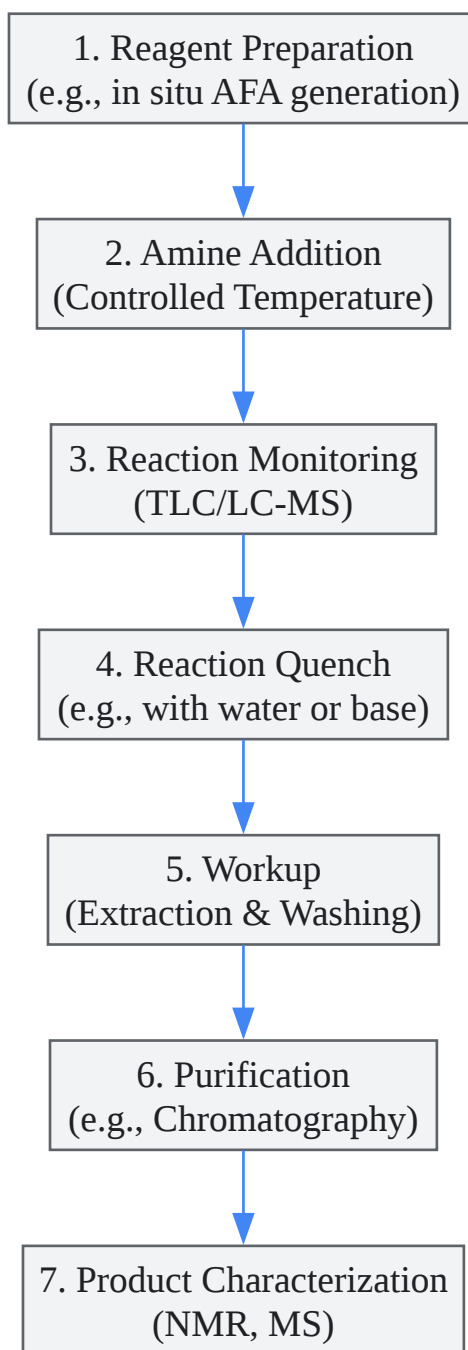 1. Reagent Preparation
(e.g., in situ AFA generation)
2. Amine Addition
(Controlled Temperature)
3. Reaction Monitoring
(TLC/LC-MS)
4. Reaction Quench
(e.g., with water or base)
5. Workup
(Extraction & Washing)
6. Purification
(e.g., Chromatography)
7. Product Characterization
(NMR, MS)